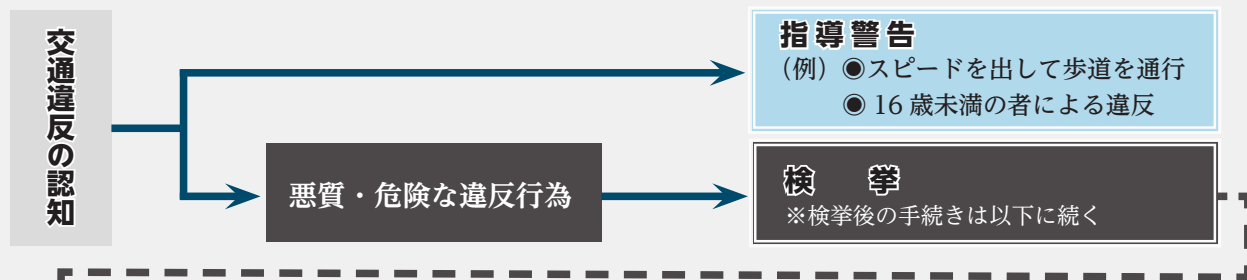 交通違反の認知
指導警告
（例）◉スピードを出して歩道を通行
◉ 16 歳未満の者による違反
悪質・危険な違反行為
検　挙
※検挙後の手続きは以下に続く